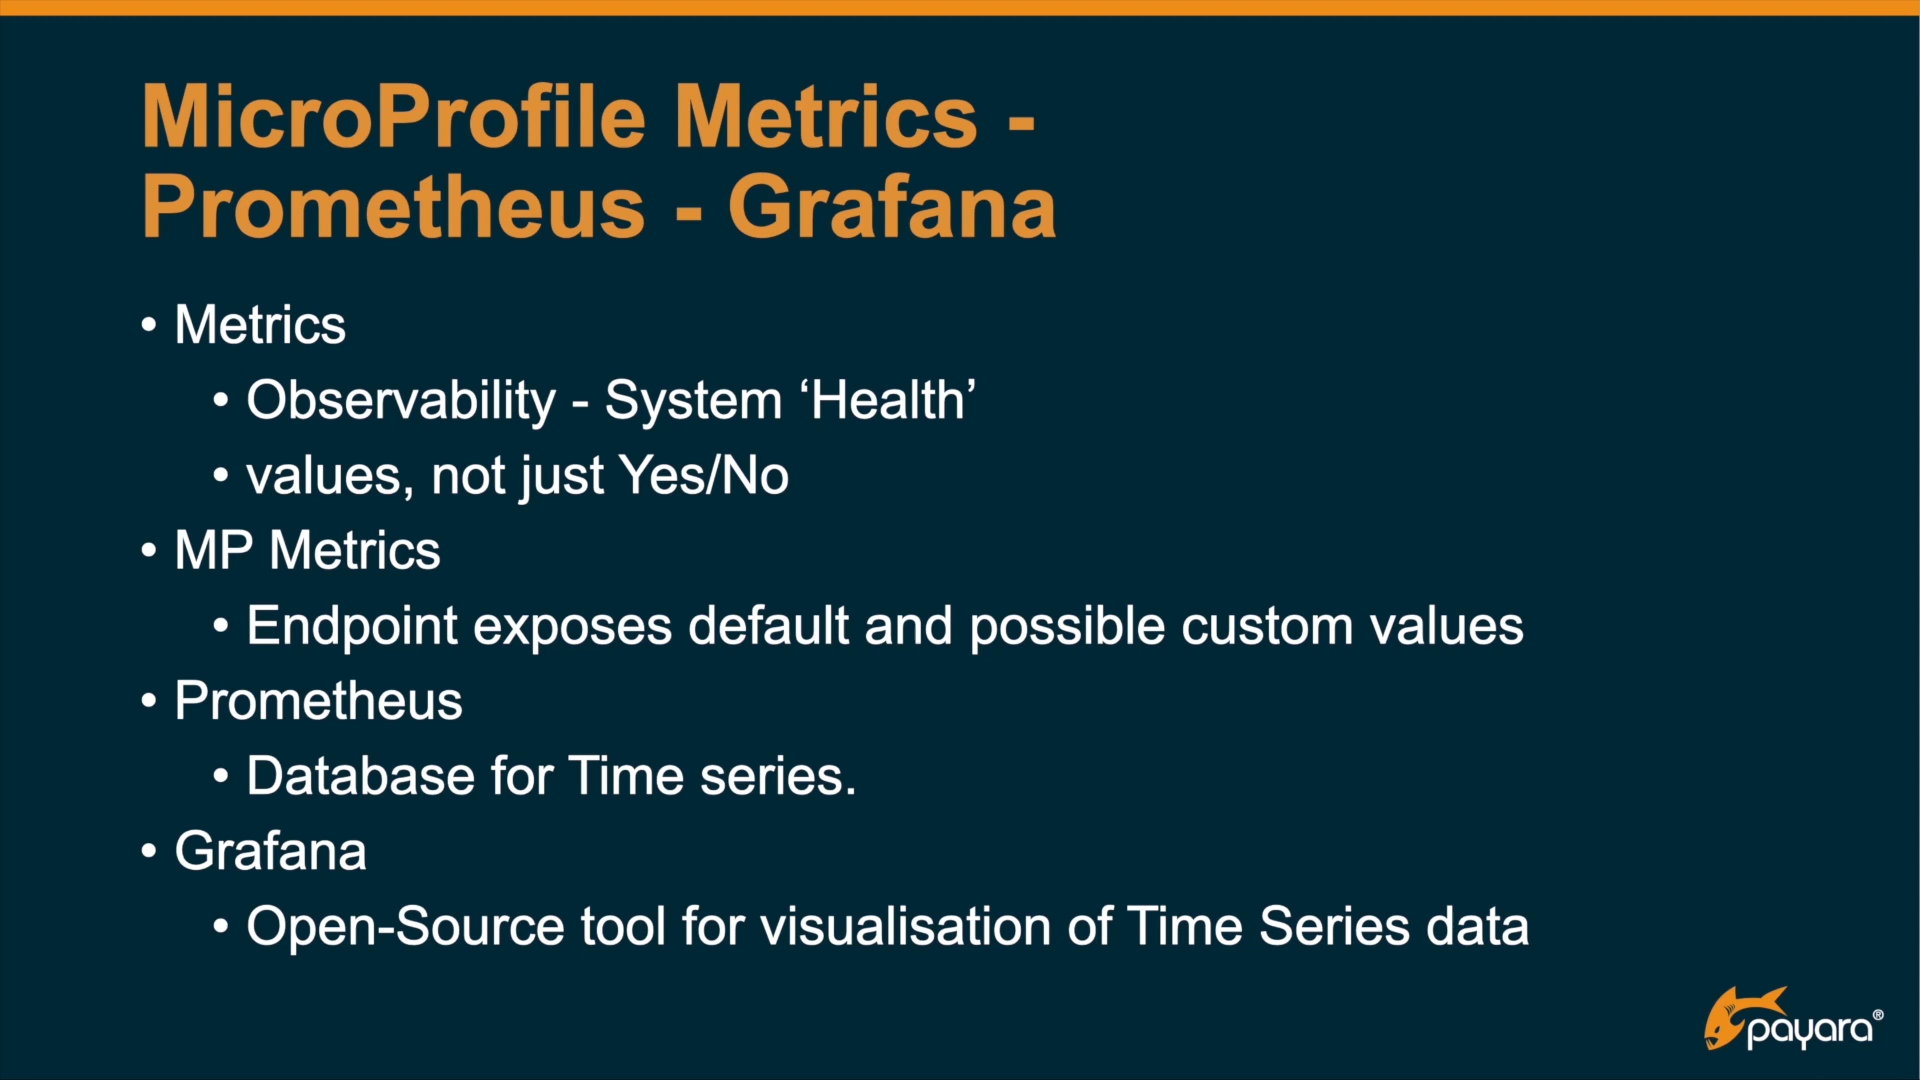 MicroProfile Metrics -
Prometheus - Grafana
• Metrics
• Observability - System ‘Health’
• values, not just Yes/No
• MP Metrics
• Endpoint exposes default and possible custom values
• Prometheus
• Database for Time series.
• Grafana
• Open-Source tool for visualisation of Time Series data
payara®